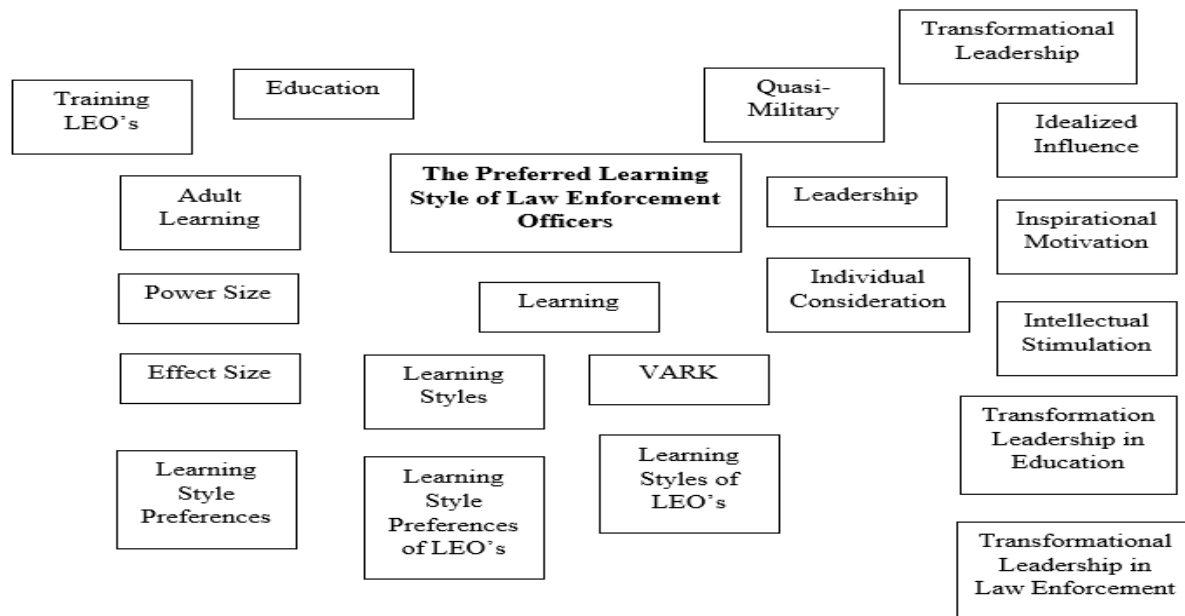 Transformational
Leadership
Training
LEO's
Education
Quasi-
Military
Idealized
Influence
The Preferred Learning
Style of Law Enforcement
Officers
Adult
Learning
Leadership
Inspirational
Motivation
Power Size
Learning
Individual
Consideration
Intellectual
Stimulation
Effect Size
Learning
Styles
VARK
Transformation
Leadership in
Education
Learning
Style
Preferences
Learning
Style
Preferences
of LEO's
Learning
Styles of
LEO's
Transformational
Leadership in
Law Enforcement